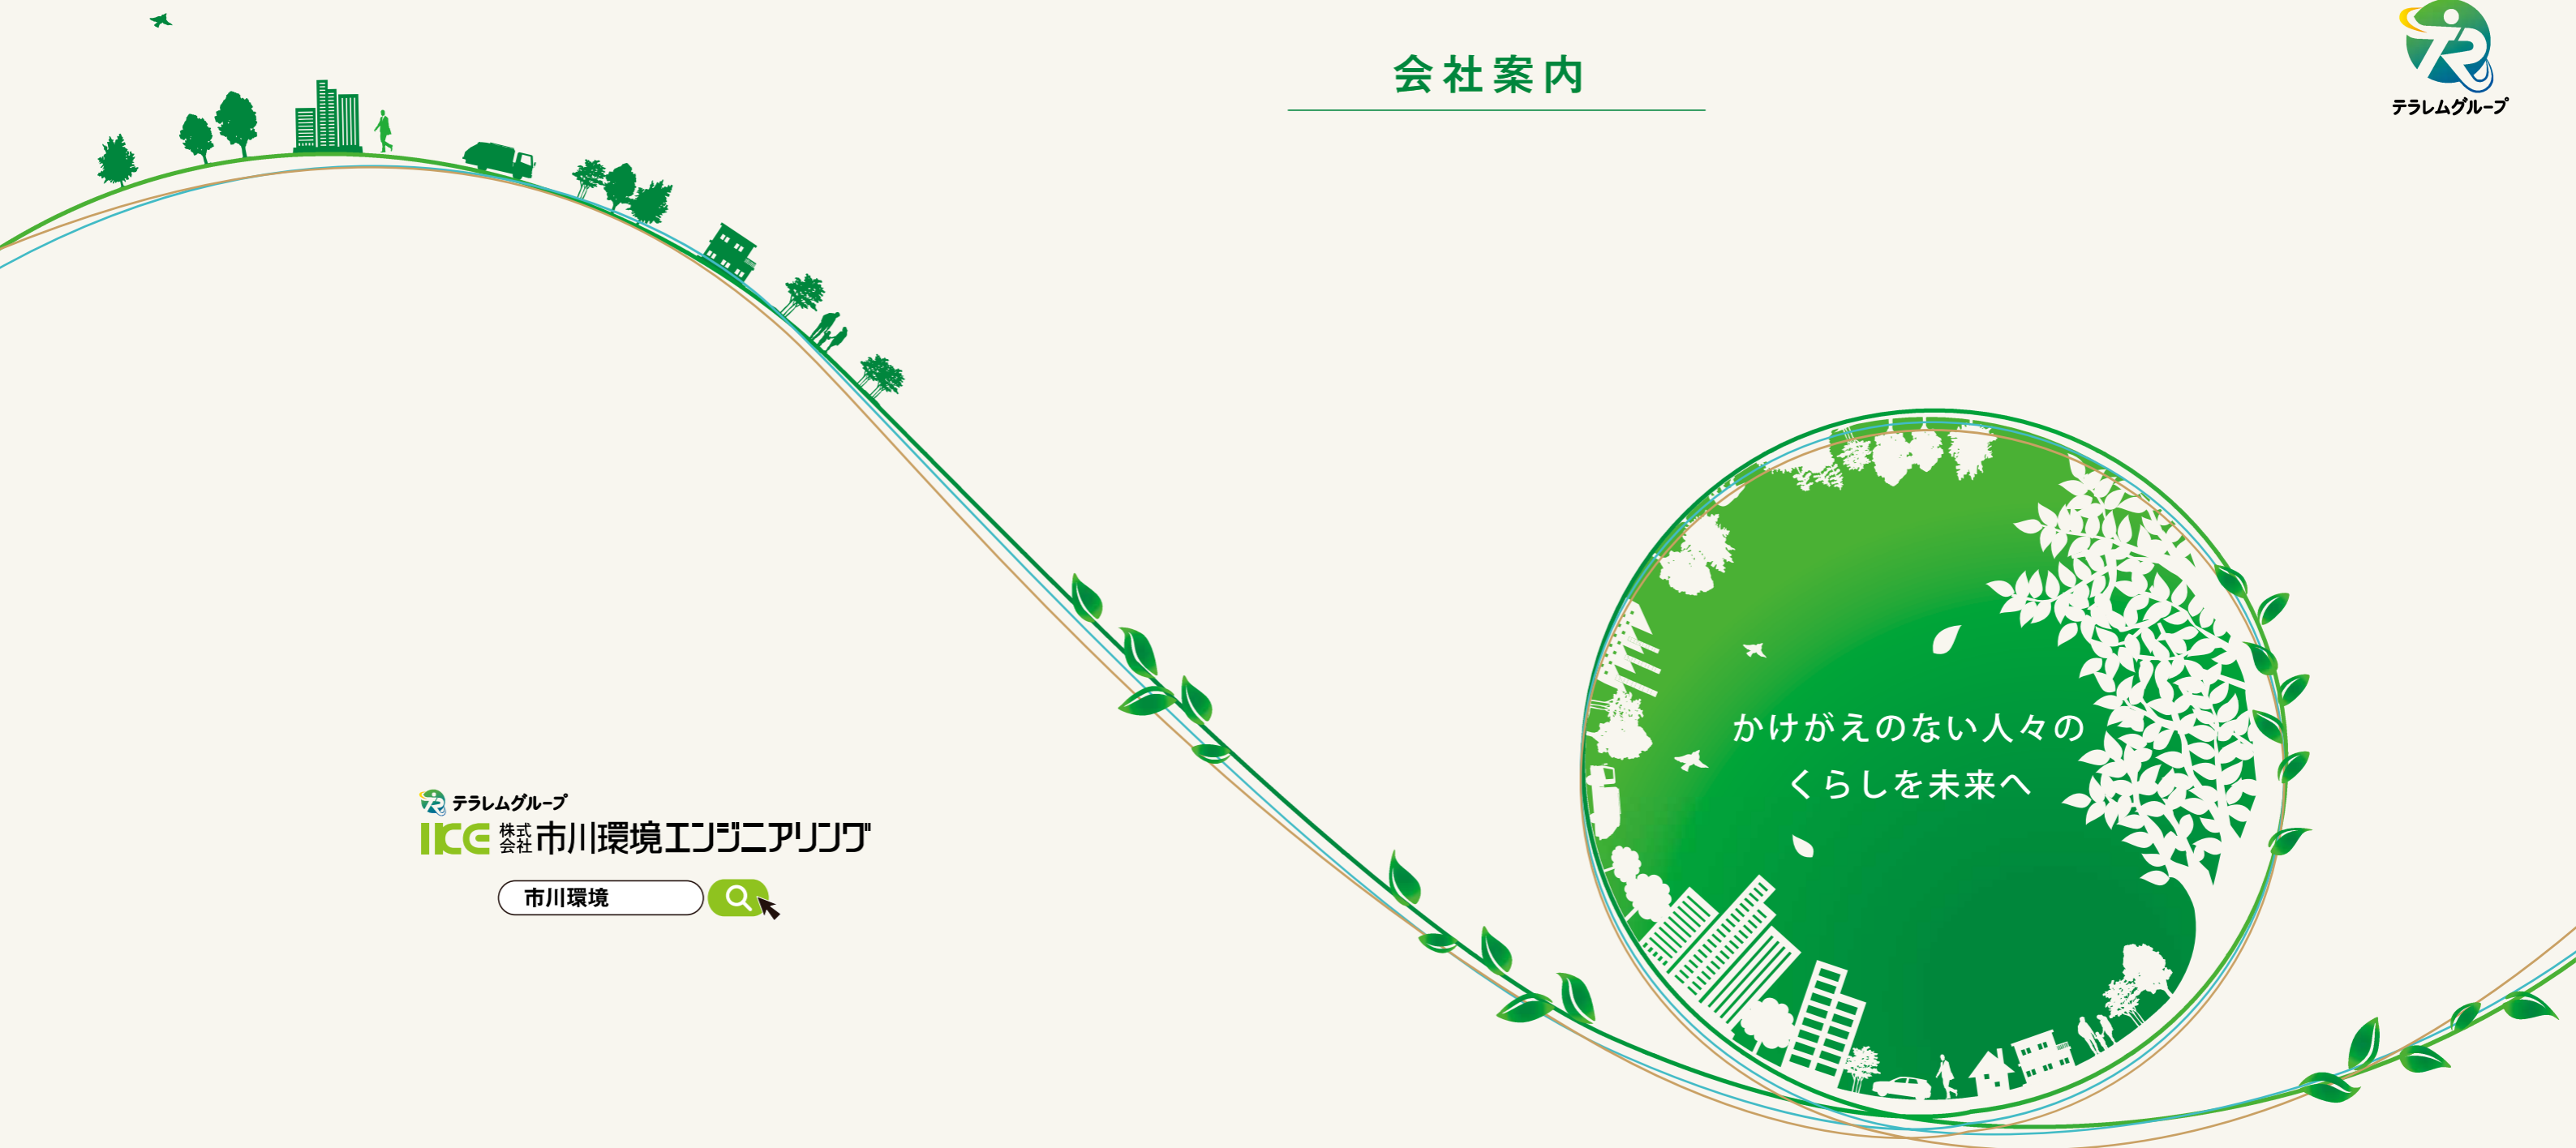 会社案内
テラレムグループ
かけがえのない人々の
くらしを未来へ
テラレムグループ
IKE 株式会社 市川環境エンジニアリング
市川環境